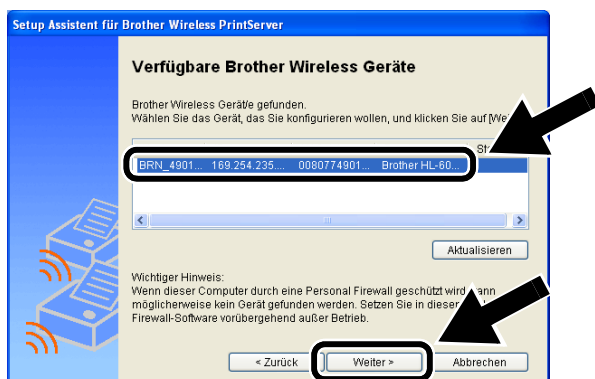 Setup Assistent für Brother Wireless PrintServer
Verfügbare Brother Wireless Geräte
Brother Wireless Gerät/e gefunden.
Wählen Sie das Gerät, das Sie konfigurieren wollen, und klicken Sie auf
BRN_4901... 169.254.235.... 0080774901... Brother HL-60...
Aktualisieren
Wichtiger Hinweis:
Wenn dieser Computer durch eine Personal Firewall geschützt wird
möglicherweise kein Gerät gefunden werden. Setzen Sie in dieser
Firewall-Software vorübergehend außer Betrieb.
< Zurück Weiter > Abbrechen